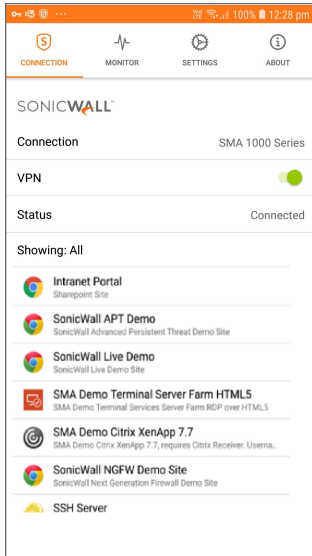 LTE 100% 12:28 pm
CONNECTION MONITOR SETTINGS ABOUT
SONICWALL™
Connection SMA 1000 Series
VPN
Status Connected
Showing: All
Intranet Portal
Sharepoint Site
SonicWall APT Demo
SonicWall Advanced Persistent Threat Demo Site
SonicWall Live Demo
SonicWall Live Demo Site
SMA Demo Terminal Server Farm HTML5
SMA Demo Terminal Services Server Farm RDP over HTML5
SMA Demo Citrix XenApp 7.7
SMA Demo Citrix XenApp 7.7, requires Citrix Receiver. Userna..
SonicWall NGFW Demo Site
SonicWall Next Generation Firewall Demo Site
SSH Server